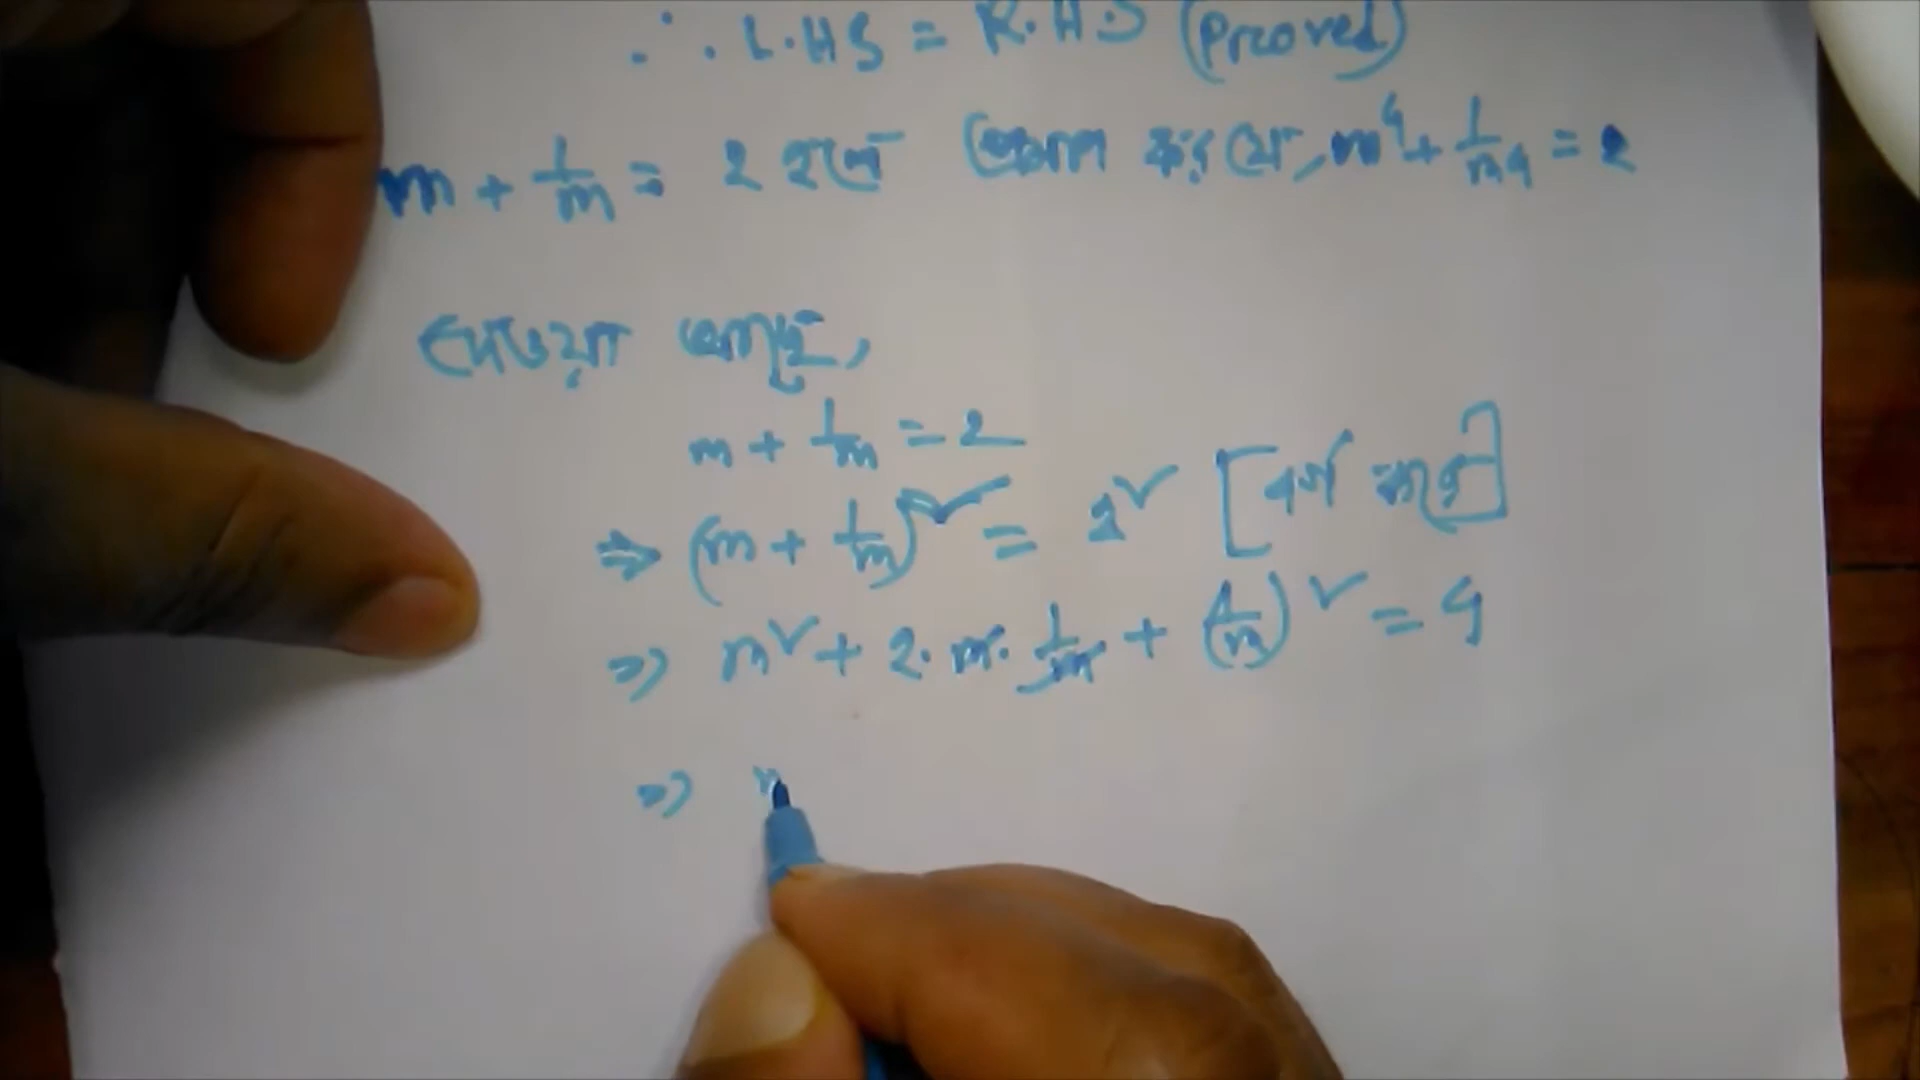 ∴ L.HS = R.H.S (Proved)
m + 1/m = 2 হলে প্রমাণ কর যে, m⁴ + 1/m⁴ = 2
দেওয়া আছে,
m + 1/m = 2
⇒ (m + 1/m)² = 2² [বর্গ করে]
⇒ m² + 2·m·1/m + (1/m)² = 4
⇒ m